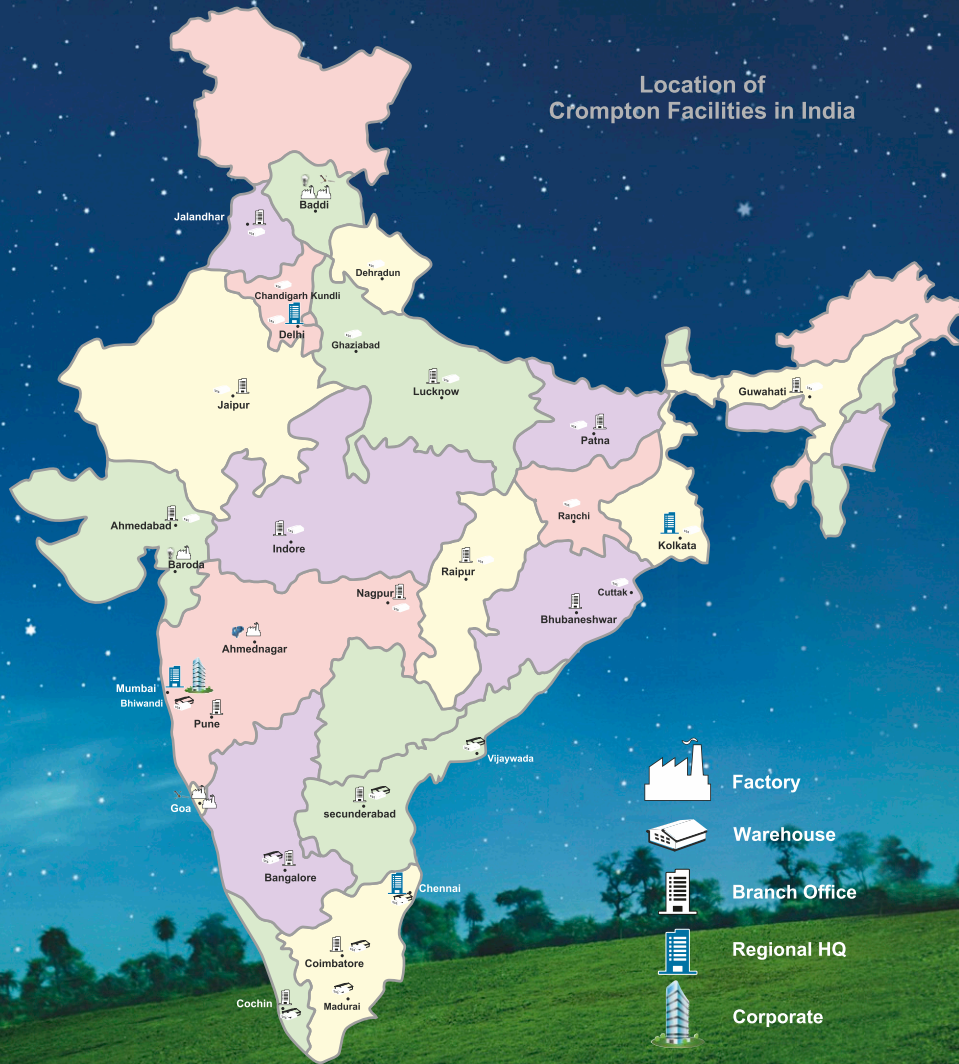 Location of
Crompton Facilities in India
Baddi
Jalandhar
Dehradun
Chandigarh Kundli
Delhi
Ghaziabad
Lucknow
Jaipur
Guwahati
Patna
Ranchi
Ahmedabad
Kolkata
Indore
Baroda
Raipur
Nagpur
Cuttak
Bhubaneshwar
Ahmednagar
Mumbai
Bhiwandi
Pune
Vijaywada
Goa
secunderabad
Bangalore
Chennai
Coimbatore
Cochin
Madurai
Factory
Warehouse
Branch Office
Regional HQ
Corporate